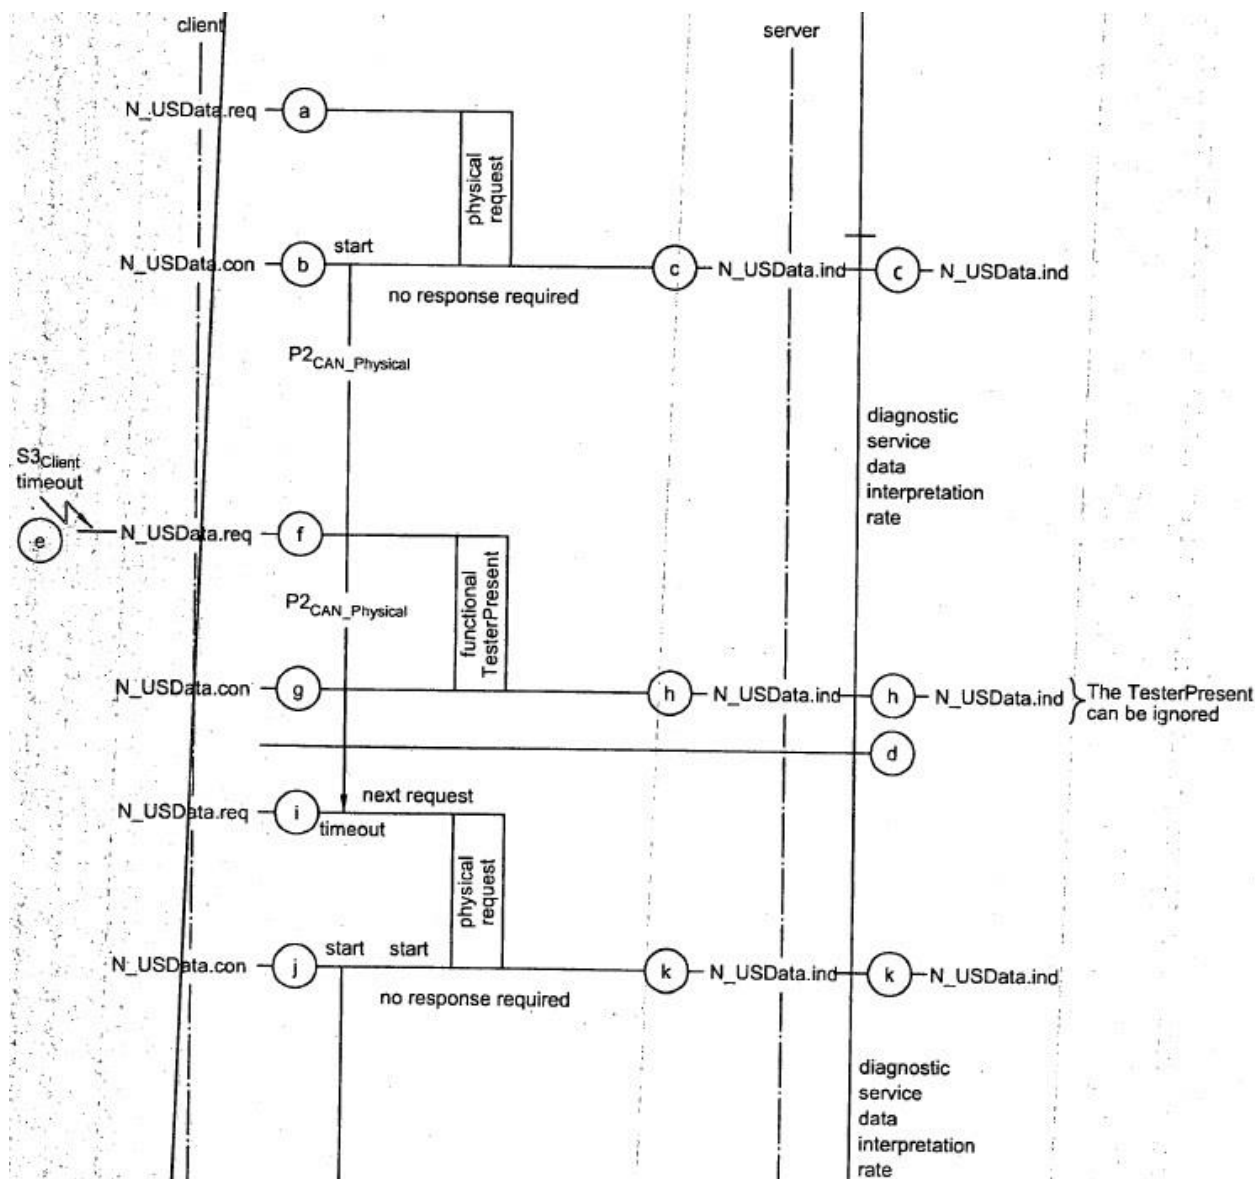 client
server
N_USData.req
a
physical
request
N_USData.con
b
start
c
N_USData.ind
c
N_USData.ind
no response required
P2CAN_Physical
diagnostic
service
data
interpretation
rate
S3Client
timeout
e
N_USData.req
f
functional
TesterPresent
P2CAN_Physical
N_USData.con
g
h
N_USData.ind
h
N_USData.ind
The TesterPresent
can be ignored
d
N_USData.req
i
next request
timeout
physical
request
N_USData.con
j
start start
k
N_USData.ind
k
N_USData.ind
no response required
diagnostic
service
data
interpretation
rate